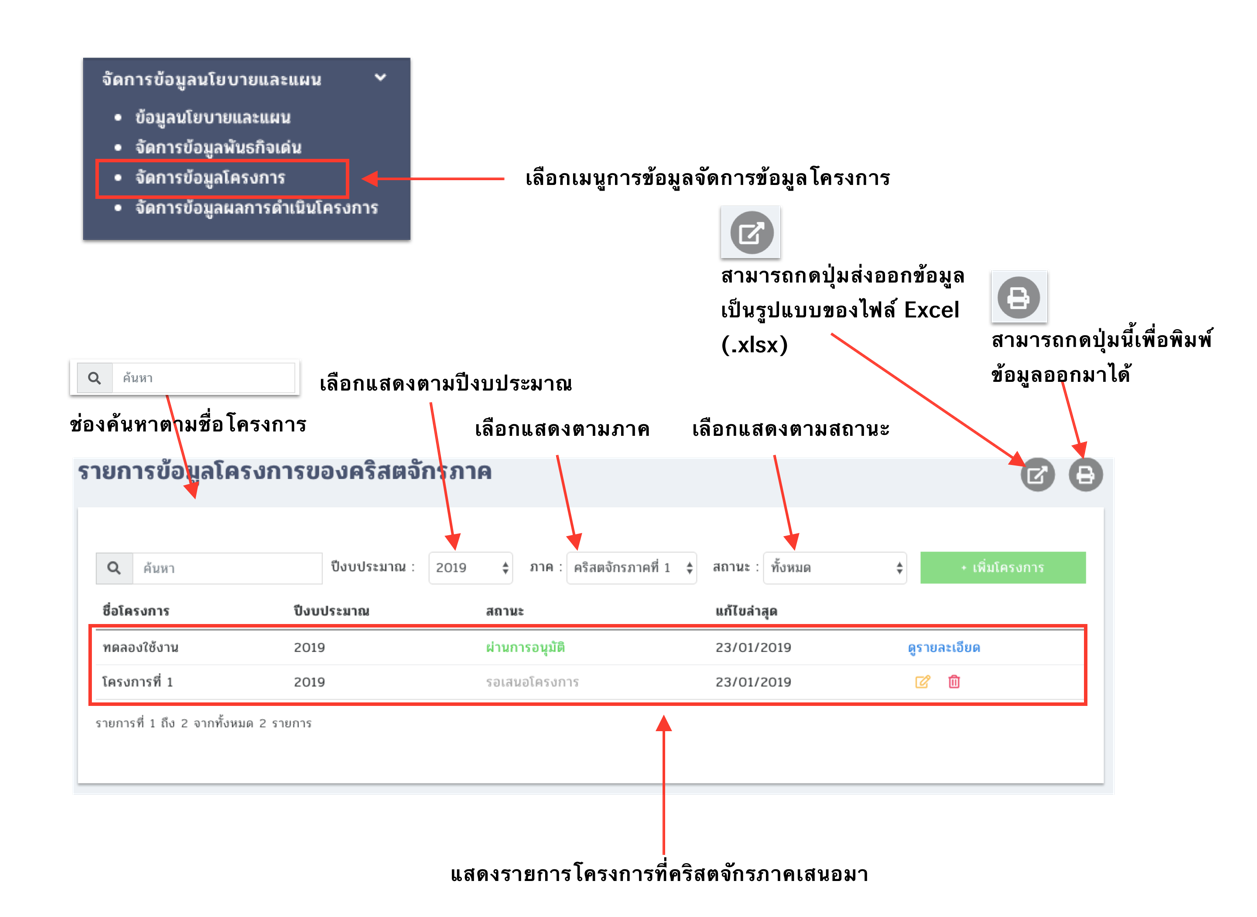 จัดการข้อมูลนโยบายและแผน
• ข้อมูลนโยบายและแผน
• จัดการข้อมูลพันธกิจเด่น
• จัดการข้อมูลโครงการ
• จัดการข้อมูลผลการดำเนินโครงการ
เลือกเมนูการข้อมูลจัดการข้อมูลโครงการ
สามารถกดปุ่มส่งออกข้อมูล
เป็นรูปแบบของไฟล์ Excel
(.xlsx)
สามารถกดปุ่มนี้เพื่อพิมพ์
ข้อมูลออกมาได้
ค้นหา
ช่องค้นหาตามชื่อโครงการ
เลือกแสดงตามปีงบประมาณ
เลือกแสดงตามภาค
เลือกแสดงตามสถานะ
รายการข้อมูลโครงการของคริสตจักรภาค
ค้นหา ปีงบประมาณ : 2019 ภาค : คริสตจักรภาคที่ 1 สถานะ : ทั้งหมด + เพิ่มโครงการ
ชื่อโครงการ ปีงบประมาณ สถานะ แก้ไขล่าสุด
ทดลองใช้งาน 2019 ผ่านการอนุมัติ 23/01/2019 ดูรายละเอียด
โครงการที่ 1 2019 รอเสนอโครงการ 23/01/2019
รายการที่ 1 ถึง 2 จากทั้งหมด 2 รายการ
แสดงรายการโครงการที่คริสตจักรภาคเสนอมา